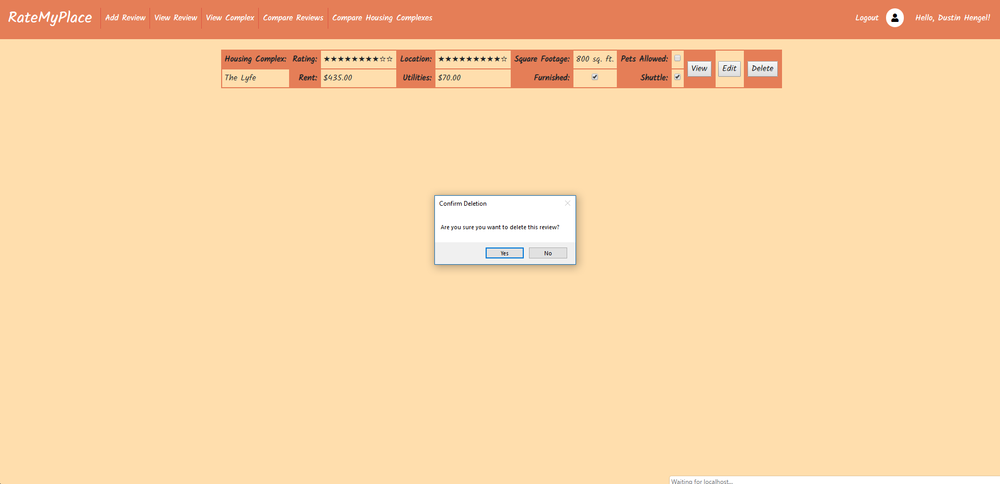 RateMyPlace Add Review View Review View Complex Compare Reviews Compare Housing Complexes Logout Hello, Dustin Hengel!
Housing Complex: Rating: ★★★★★★★★☆☆ Location: ★★★★★★★★★☆ Square Footage: 800 sq. ft. Pets Allowed:
View Edit Delete
The Lyfe Rent: $435.00 Utilities: $70.00 Furnished: Shuttle:
Confirm Deletion
Are you sure you want to delete this review?
Yes No
Waiting for localhost...